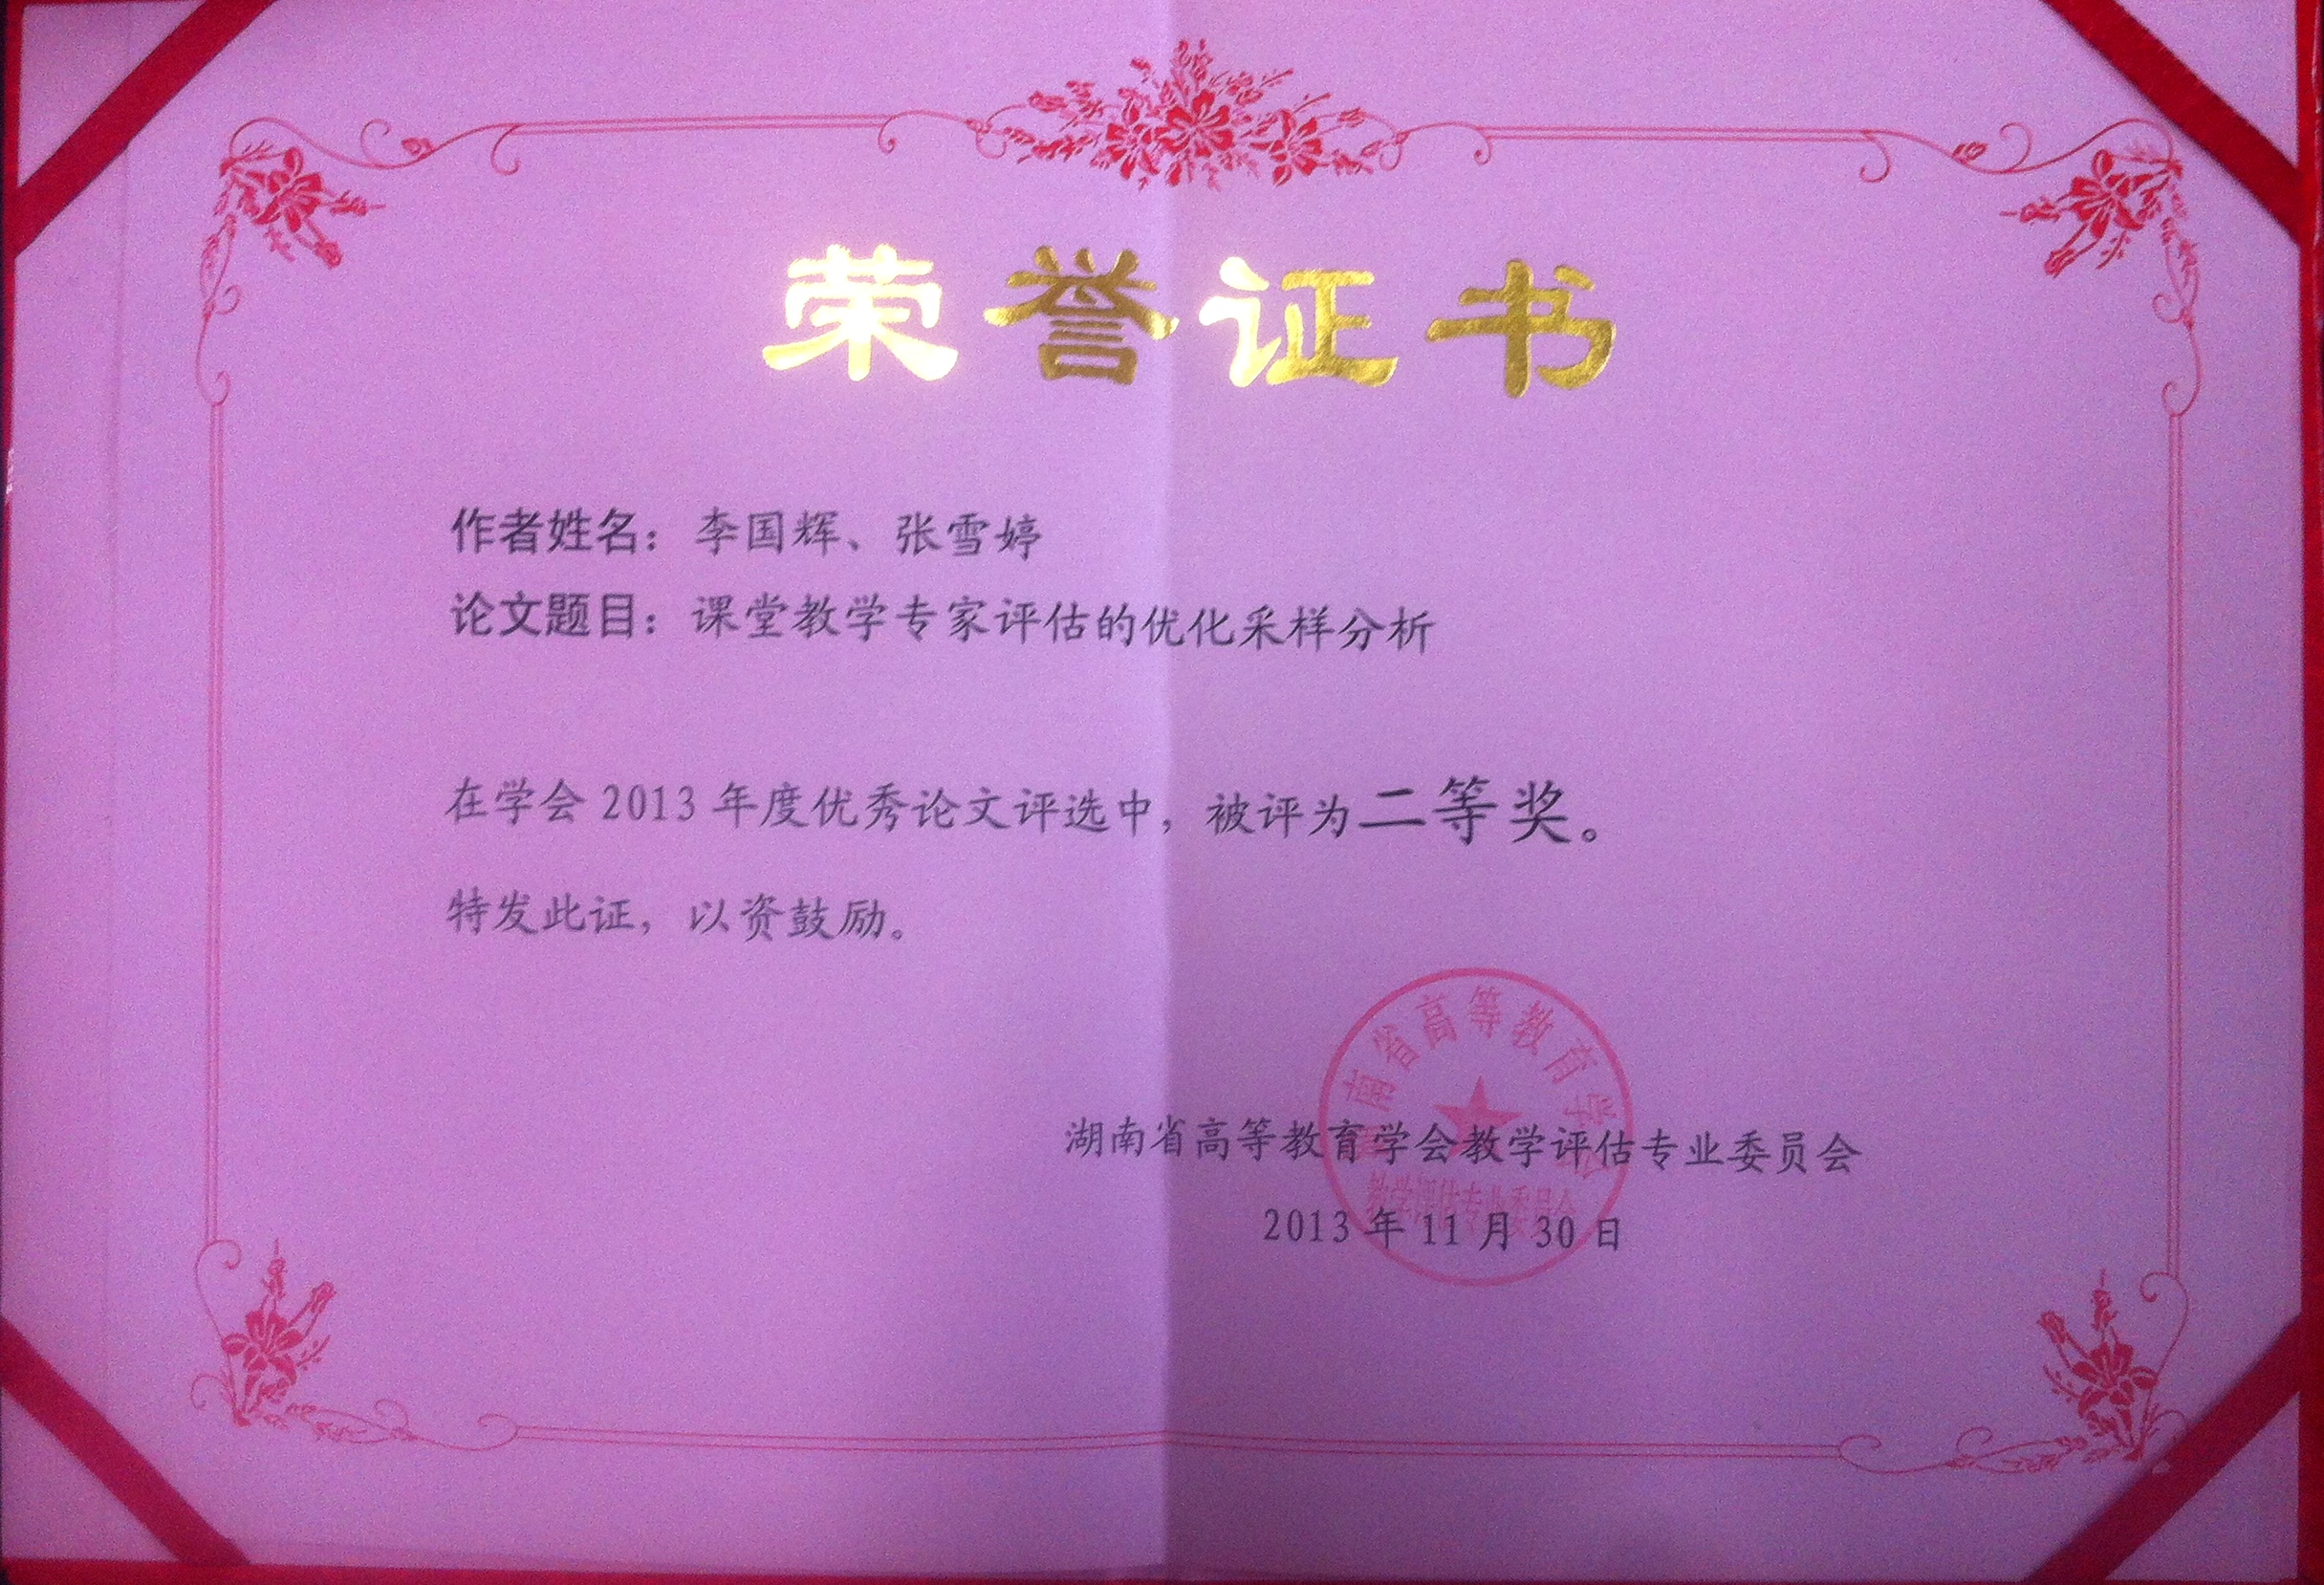 荣誉证书
作者姓名：李国辉、张雪婷
论文题目：课堂教学专家评估的优化采样分析
在学会 2013 年度优秀论文评选中，被评为二等奖。
特发此证，以资鼓励。
南省高等教育学
湖南省高等教育学会教学评估专业委员会
教学评估专业委员会
2013 年 11 月 30 日